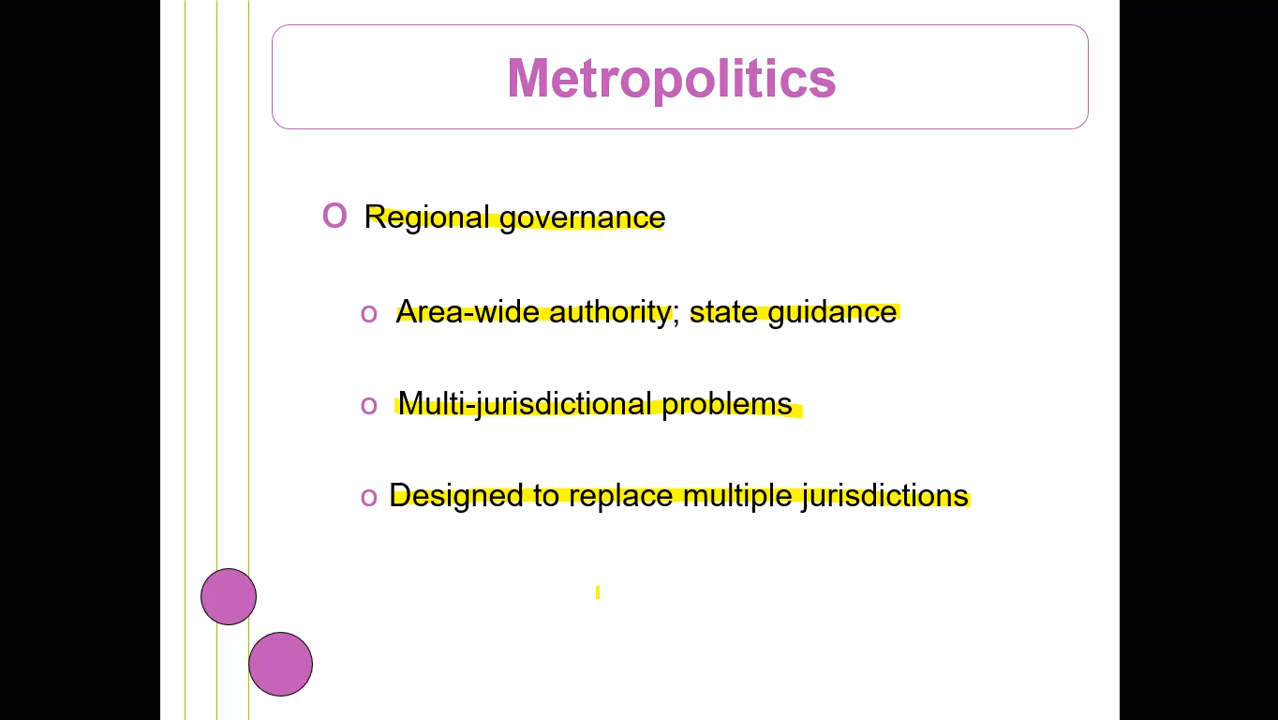 Metropolitics
Regional governance
Area-wide authority; state guidance
Multi-jurisdictional problems
Designed to replace multiple jurisdictions